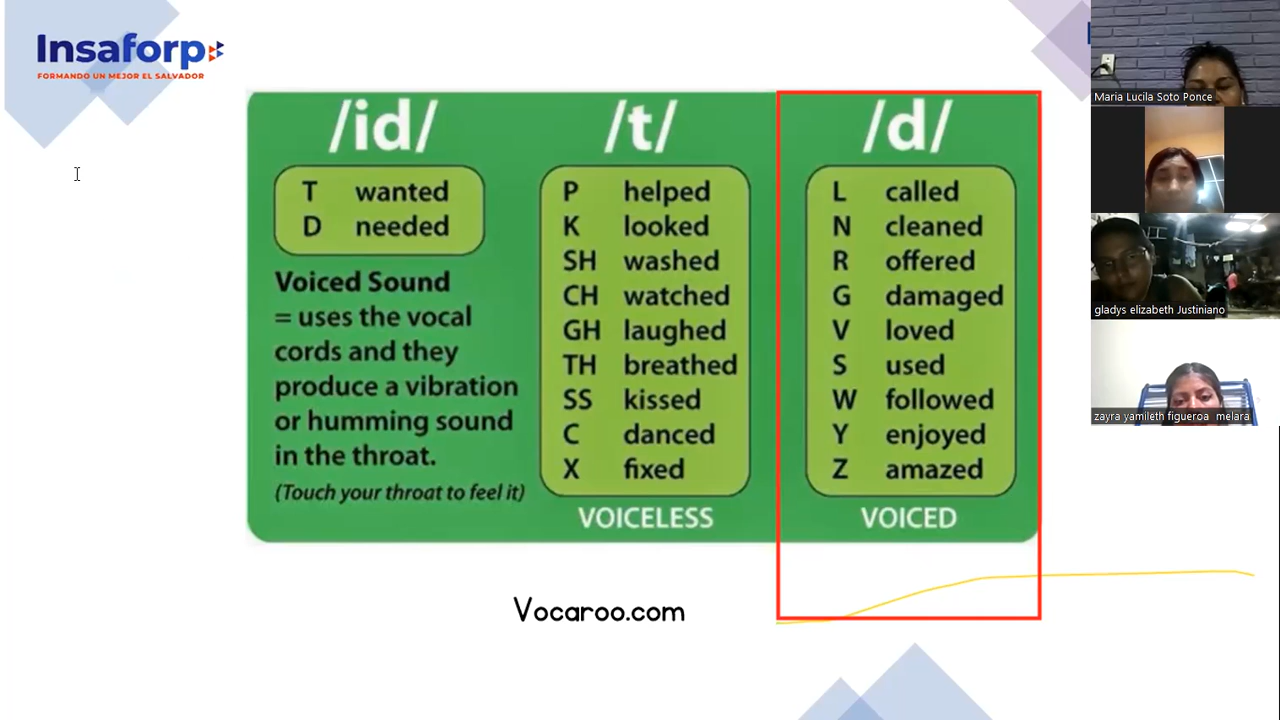 Insaforp
FORMANDO UN MEJOR EL SALVADOR
/id/
T wanted
D needed
Voiced Sound
= uses the vocal
cords and they
produce a vibration
or humming sound
in the throat.
(Touch your throat to feel it)
/t/
P helped
K looked
SH washed
CH watched
GH laughed
TH breathed
SS kissed
C danced
X fixed
VOICELESS
/d/
L called
N cleaned
R offered
G damaged
V loved
S used
W followed
Y enjoyed
Z amazed
VOICED
Vocaroo.com
Maria Lucila Soto Ponce
gladys elizabeth Justiniano
zayra yamileth figueroa melara